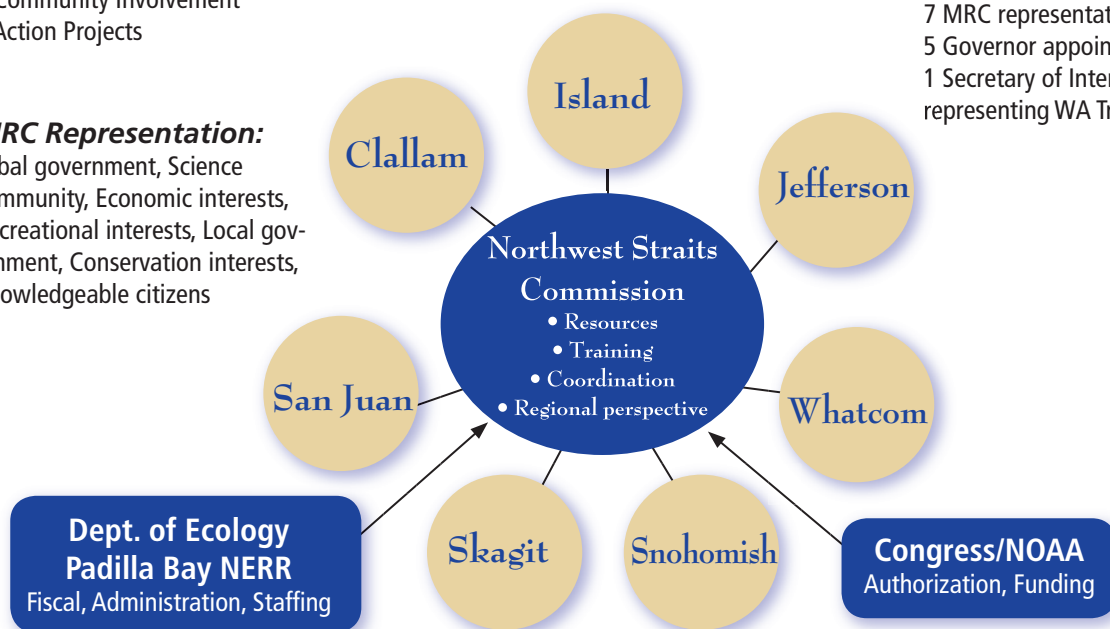 Community Involvement
Action Projects
RC Representation:
bal government, Science
mmunity, Economic interests,
creational interests, Local gov-
nment, Conservation interests,
owledgeable citizens
7 MRC representat
5 Governor appoin
1 Secretary of Inter
representing WA Tr
Island
Clallam
Jefferson
Northwest Straits
Commission
• Resources
• Training
• Coordination
• Regional perspective
San Juan
Whatcom
Skagit
Snohomish
Dept. of Ecology
Padilla Bay NERR
Fiscal, Administration, Staffing
Congress/NOAA
Authorization, Funding